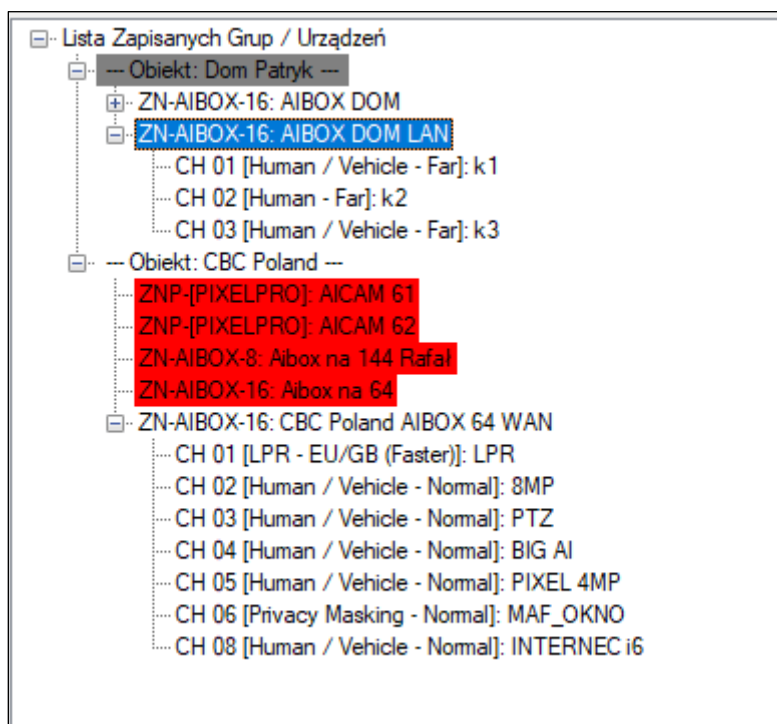 Lista Zapisanych Grup / Urządzeń
--- Obiekt: Dom Patryk ---
ZN-AIBOX-16: AIBOX DOM
ZN-AIBOX-16: AIBOX DOM LAN
CH 01 [Human / Vehicle - Far]: k1
CH 02 [Human - Far]: k2
CH 03 [Human / Vehicle - Far]: k3
--- Obiekt: CBC Poland ---
ZNP-[PIXELPRO]: AICAM 61
ZNP-[PIXELPRO]: AICAM 62
ZN-AIBOX-8: Aibox na 144 Rafał
ZN-AIBOX-16: Aibox na 64
ZN-AIBOX-16: CBC Poland AIBOX 64 WAN
CH 01 [LPR - EU/GB (Faster)]: LPR
CH 02 [Human / Vehicle - Normal]: 8MP
CH 03 [Human / Vehicle - Normal]: PTZ
CH 04 [Human / Vehicle - Normal]: BIG AI
CH 05 [Human / Vehicle - Normal]: PIXEL 4MP
CH 06 [Privacy Masking - Normal]: MAF_OKNO
CH 08 [Human / Vehicle - Normal]: INTERNEC i6